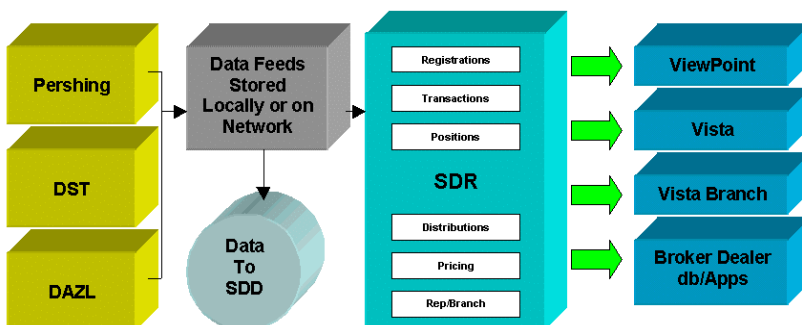 Pershing
DST
DAZL
Data Feeds
Stored
Locally or on
Network
Data
To
SDD
Registrations
Transactions
Positions
SDR
Distributions
Pricing
Rep/Branch
ViewPoint
Vista
Vista Branch
Broker Dealer
db/Apps